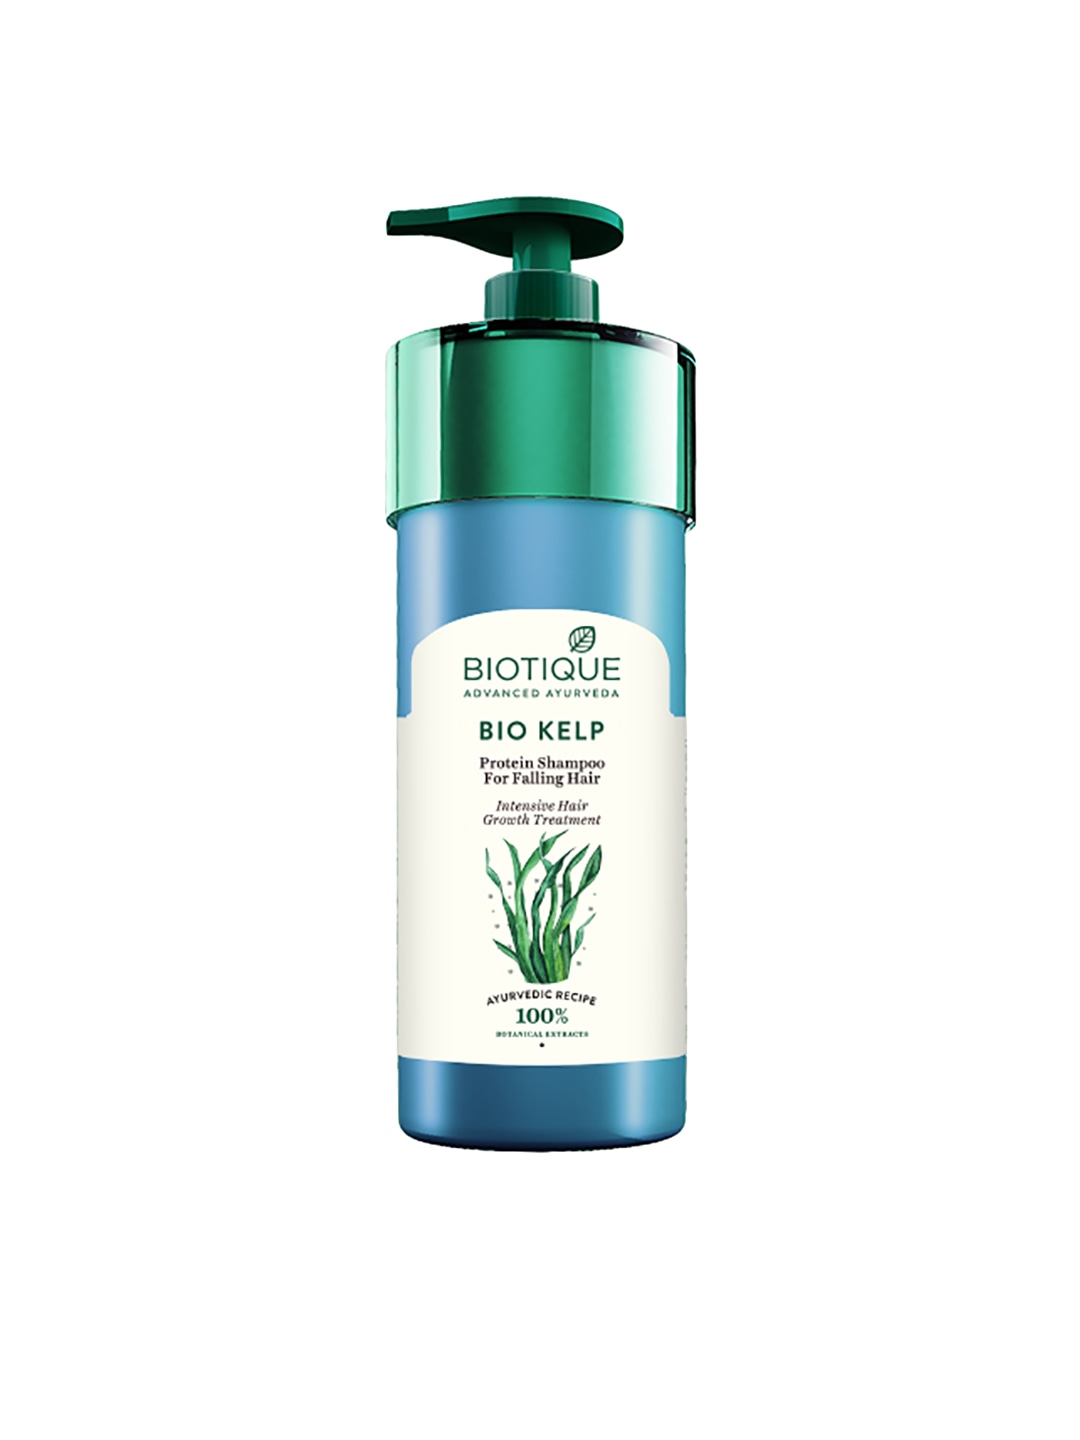 BIOTIQUE
ADVANCED AYURVEDA
BIO KELP
Protein Shampoo
For Falling Hair
Intensive Hair
Growth Treatment
AYURVEDIC RECIPE
100%
BOTANICAL EXTRACTS